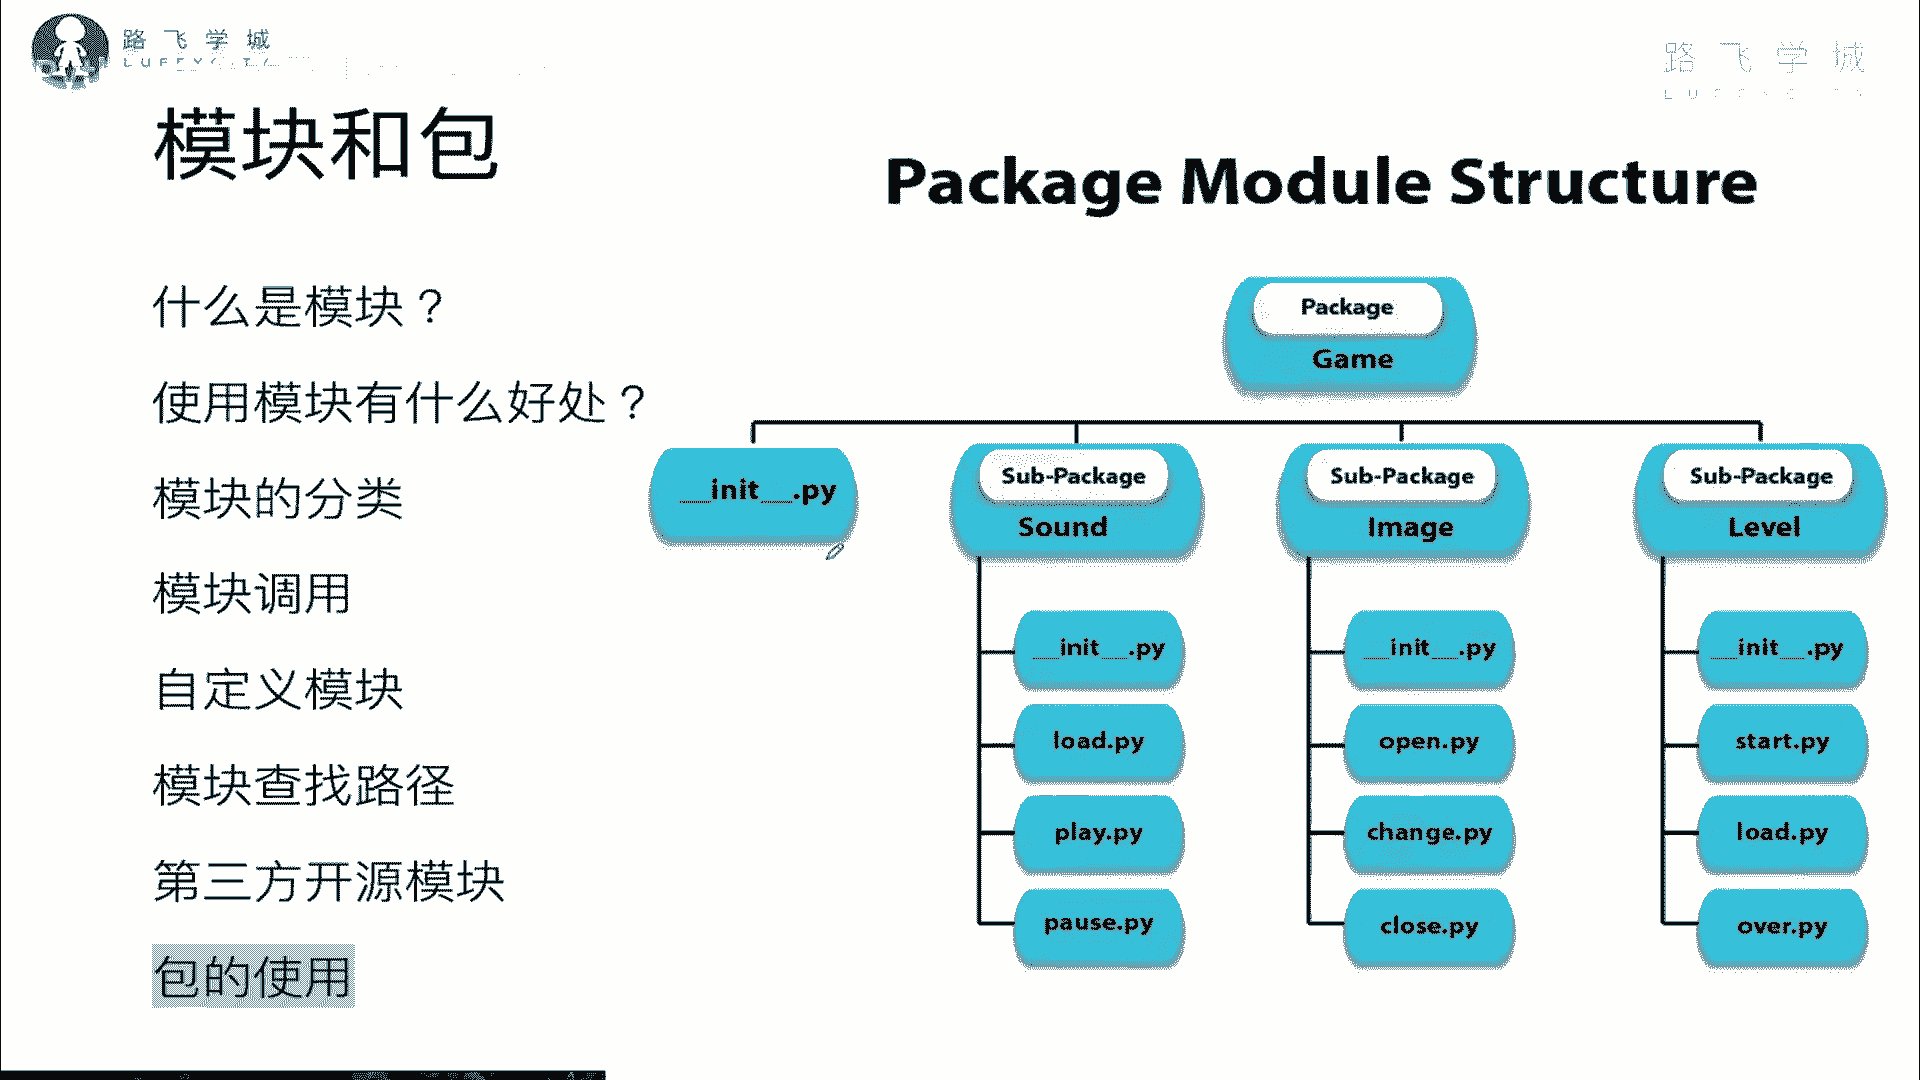 路飞学城
LUFFYCITY
路飞学城
模块和包
Package Module Structure
什么是模块？
使用模块有什么好处？
模块的分类
模块调用
自定义模块
模块查找路径
第三方开源模块
包的使用
Package
Game
__init__.py
Sub-Package
Sound
__init__.py
load.py
play.py
pause.py
Sub-Package
Image
__init__.py
open.py
change.py
close.py
Sub-Package
Level
__init__.py
start.py
load.py
over.py